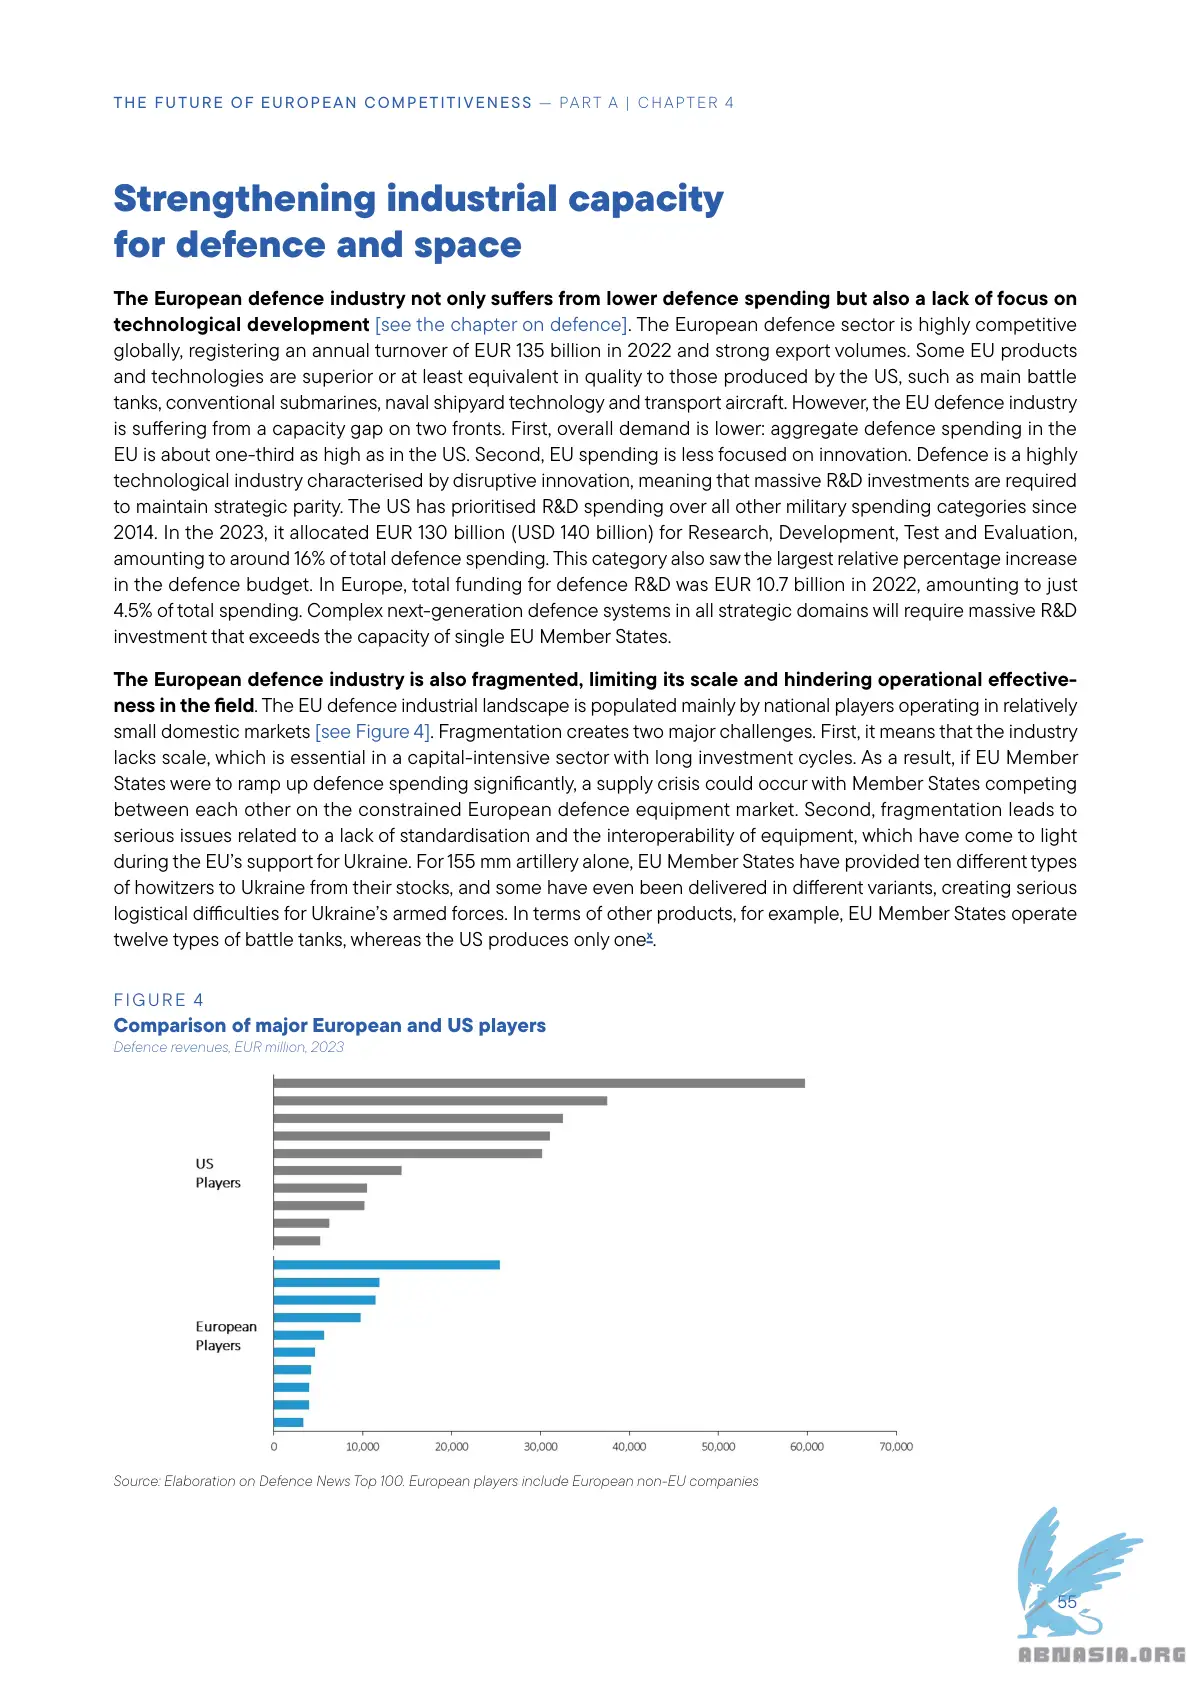 THE FUTURE OF EUROPEAN COMPETITIVENESS — PART A | CHAPTER 4
Strengthening industrial capacity
for defence and space
The European defence industry not only suffers from lower defence spending but also a lack of focus on
technological development [see the chapter on defence]. The European defence sector is highly competitive
globally, registering an annual turnover of EUR 135 billion in 2022 and strong export volumes. Some EU products
and technologies are superior or at least equivalent in quality to those produced by the US, such as main battle
tanks, conventional submarines, naval shipyard technology and transport aircraft. However, the EU defence industry
is suffering from a capacity gap on two fronts. First, overall demand is lower: aggregate defence spending in the
EU is about one-third as high as in the US. Second, EU spending is less focused on innovation. Defence is a highly
technological industry characterised by disruptive innovation, meaning that massive R&D investments are required
to maintain strategic parity. The US has prioritised R&D spending over all other military spending categories since
2014. In the 2023, it allocated EUR 130 billion (USD 140 billion) for Research, Development, Test and Evaluation,
amounting to around 16% of total defence spending. This category also saw the largest relative percentage increase
in the defence budget. In Europe, total funding for defence R&D was EUR 10.7 billion in 2022, amounting to just
4.5% of total spending. Complex next-generation defence systems in all strategic domains will require massive R&D
investment that exceeds the capacity of single EU Member States.
The European defence industry is also fragmented, limiting its scale and hindering operational effective-
ness in the field. The EU defence industrial landscape is populated mainly by national players operating in relatively
small domestic markets [see Figure 4]. Fragmentation creates two major challenges. First, it means that the industry
lacks scale, which is essential in a capital-intensive sector with long investment cycles. As a result, if EU Member
States were to ramp up defence spending significantly, a supply crisis could occur with Member States competing
between each other on the constrained European defence equipment market. Second, fragmentation leads to
serious issues related to a lack of standardisation and the interoperability of equipment, which have come to light
during the EU’s support for Ukraine. For 155 mm artillery alone, EU Member States have provided ten different types
of howitzers to Ukraine from their stocks, and some have even been delivered in different variants, creating serious
logistical difficulties for Ukraine’s armed forces. In terms of other products, for example, EU Member States operate
twelve types of battle tanks, whereas the US produces only onex.
FIGURE 4
Comparison of major European and US players
Defence revenues, EUR million, 2023
US
Players
European
Players
0 10,000 20,000 30,000 40,000 50,000 60,000 70,000
Source: Elaboration on Defence News Top 100. European players include European non-EU companies
55
ABNASIA.ORG